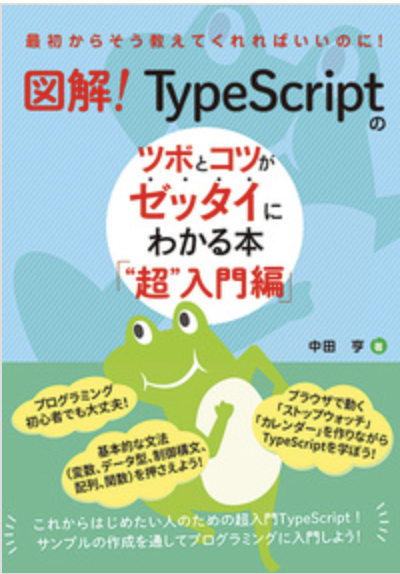 最初からそう教えてくれればいいのに!
図解! TypeScriptの
ツボとコツが
ゼッタイに
わかる本
「“超”入門編」
中田 亨 著
プログラミング
初心者でも大丈夫!
基本的な文法
(変数、データ型、制御構文、
配列、関数)を押さえよう!
ブラウザで動く
「ストップウォッチ」
「カレンダー」を作りながら
TypeScriptを学ぼう!
これからはじめたい人のための超入門TypeScript!
サンプルの作成を通してプログラミングに入門しよう!